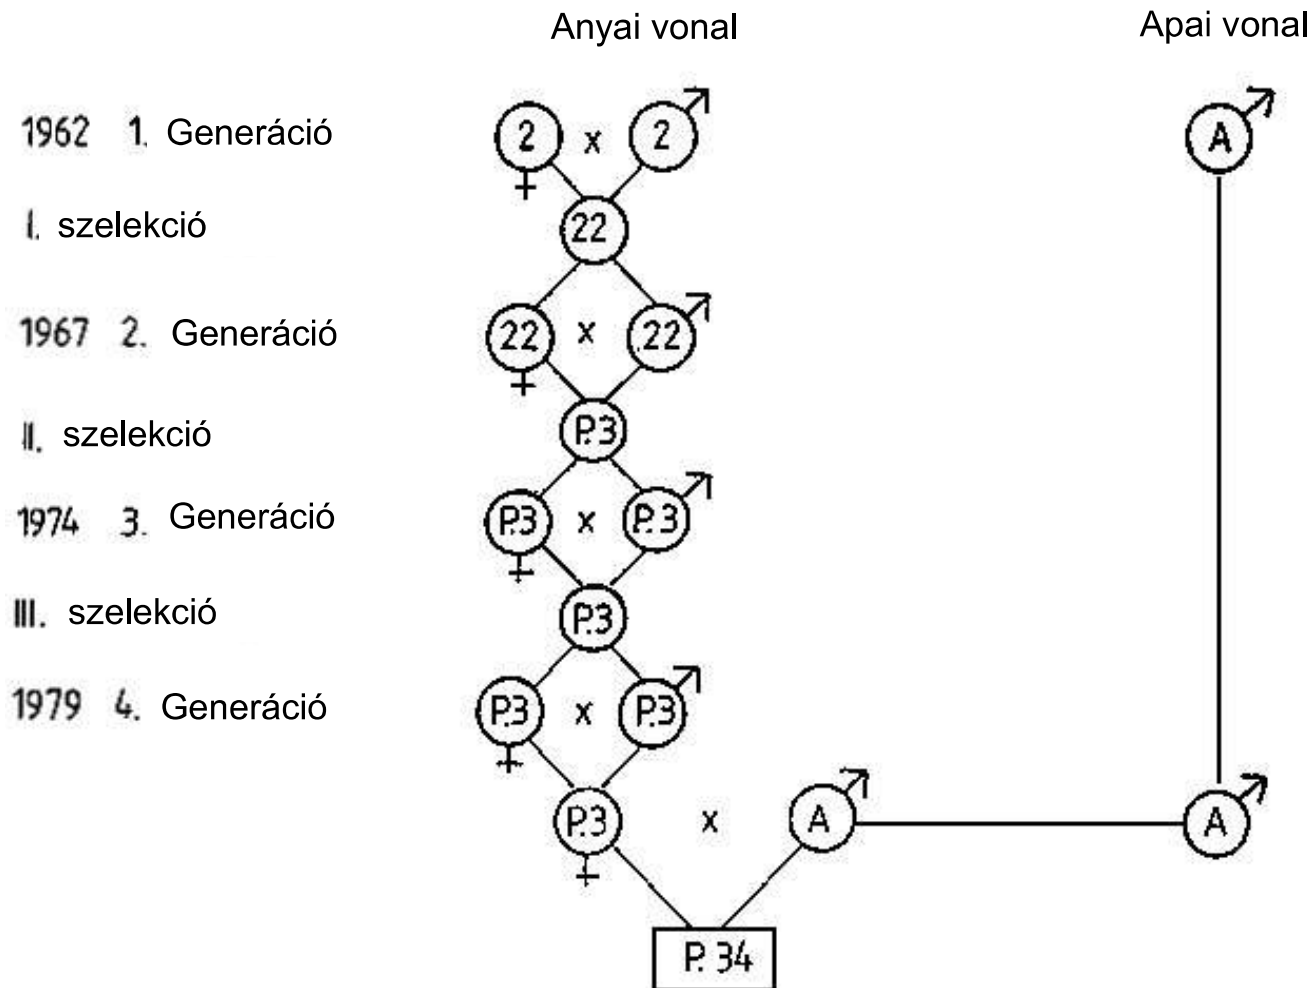 Anyai vonal Apai vonal
1962 1. Generáció 2 x 2 A
I. szelekció 22
1967 2. Generáció 22 x 22
II. szelekció P.3
1974 3. Generáció P.3 x P.3
III. szelekció P.3
1979 4. Generáció P.3 x P.3
P.3 x A A
P. 34